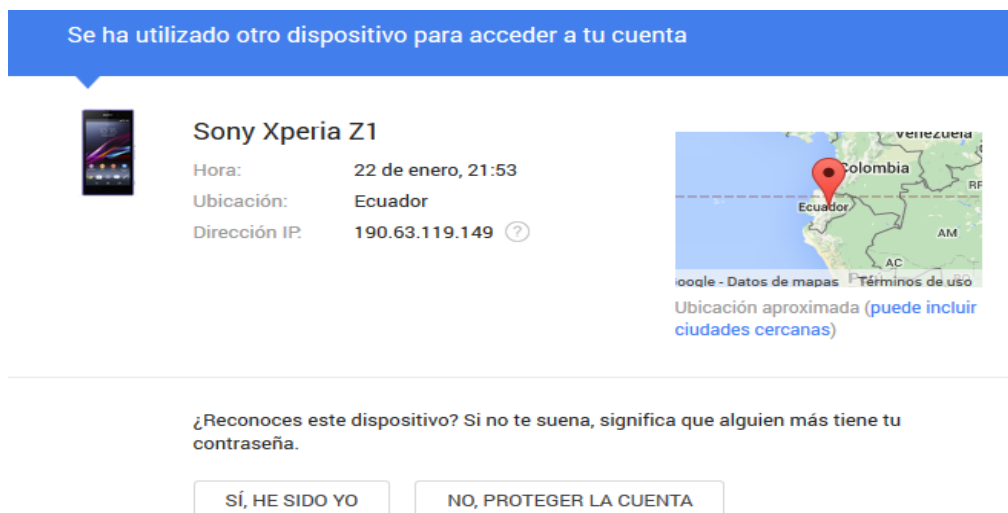 Se ha utilizado otro dispositivo para acceder a tu cuenta
Sony Xperia Z1
Hora: 22 de enero, 21:53
Ubicación: Ecuador
Dirección IP: 190.63.119.149 ?
Venezuela
Colombia
Ecuador
AM
AC
oogle - Datos de mapas Términos de uso
Ubicación aproximada (puede incluir
ciudades cercanas)
¿Reconoces este dispositivo? Si no te suena, significa que alguien más tiene tu
contraseña.
SÍ, HE SIDO YO NO, PROTEGER LA CUENTA